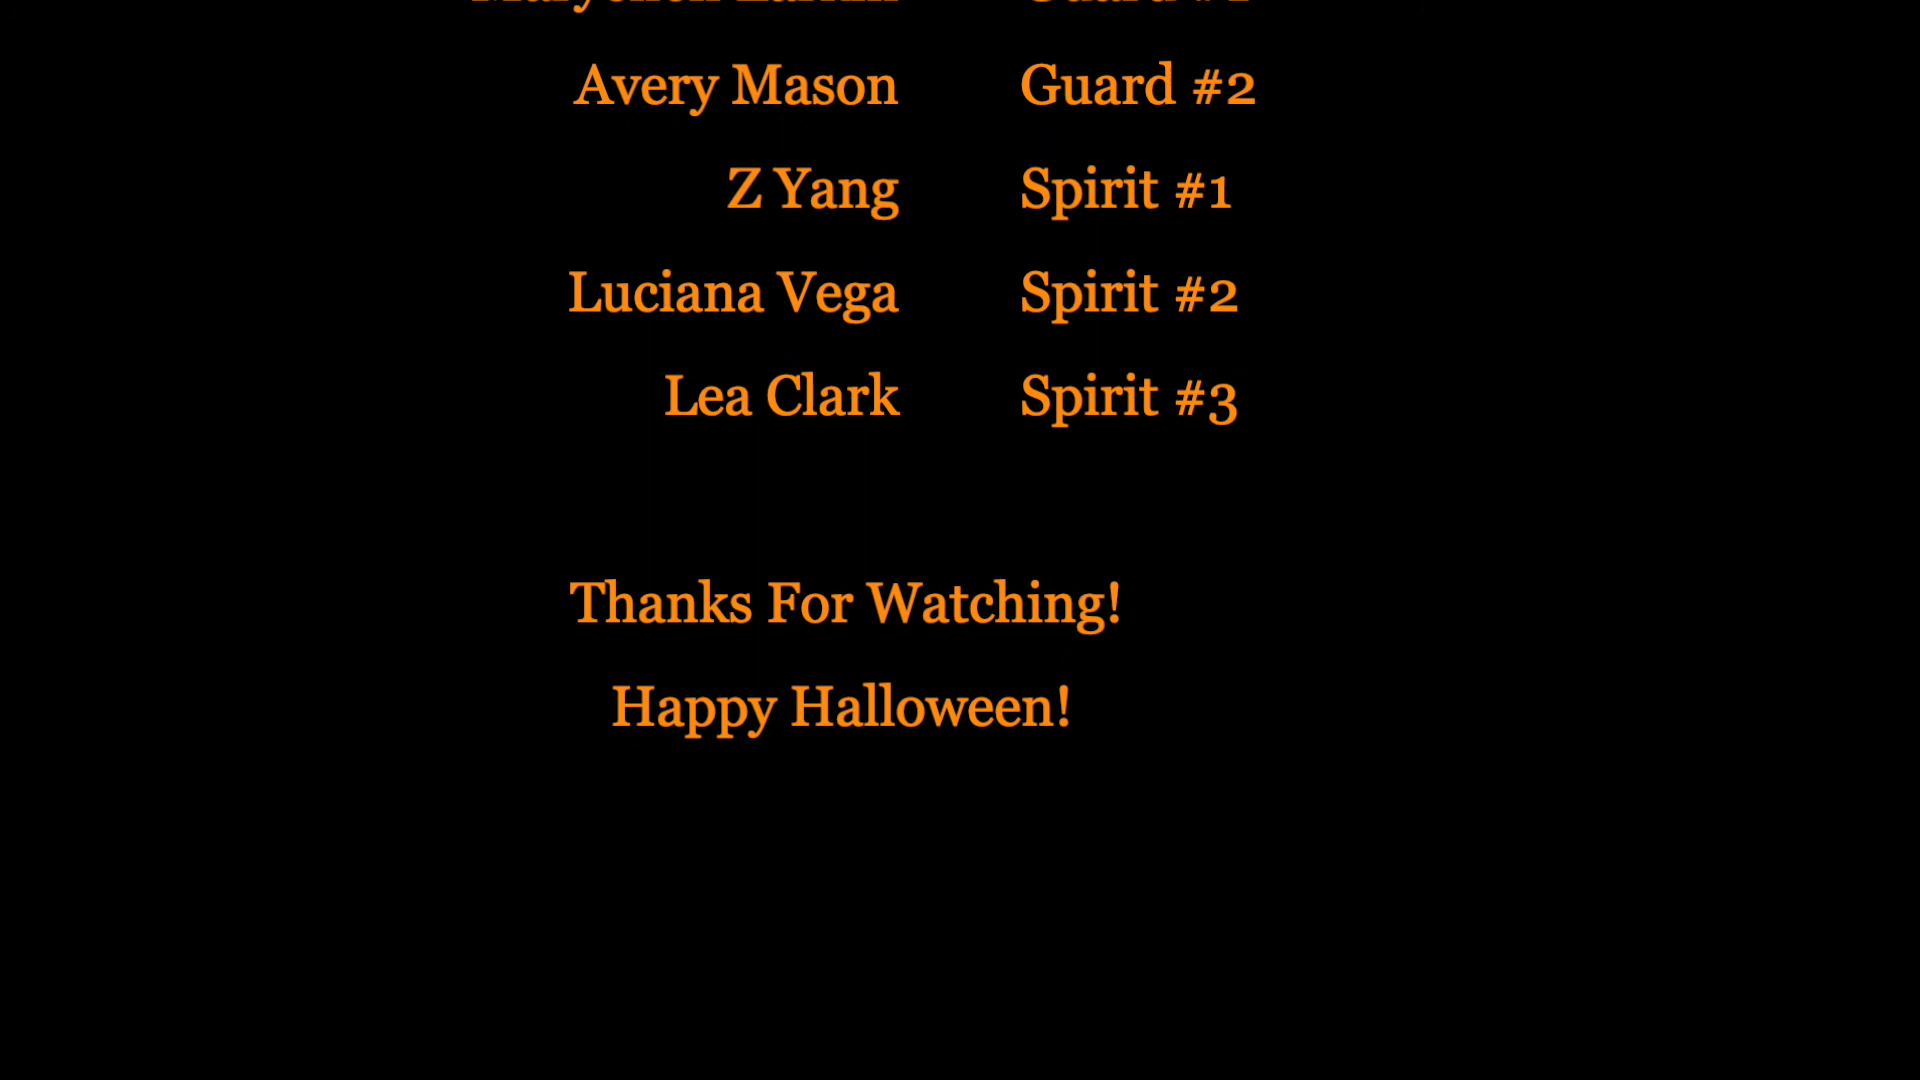 Avery Mason Guard #2
Z Yang Spirit #1
Luciana Vega Spirit #2
Lea Clark Spirit #3
Thanks For Watching!
Happy Halloween!